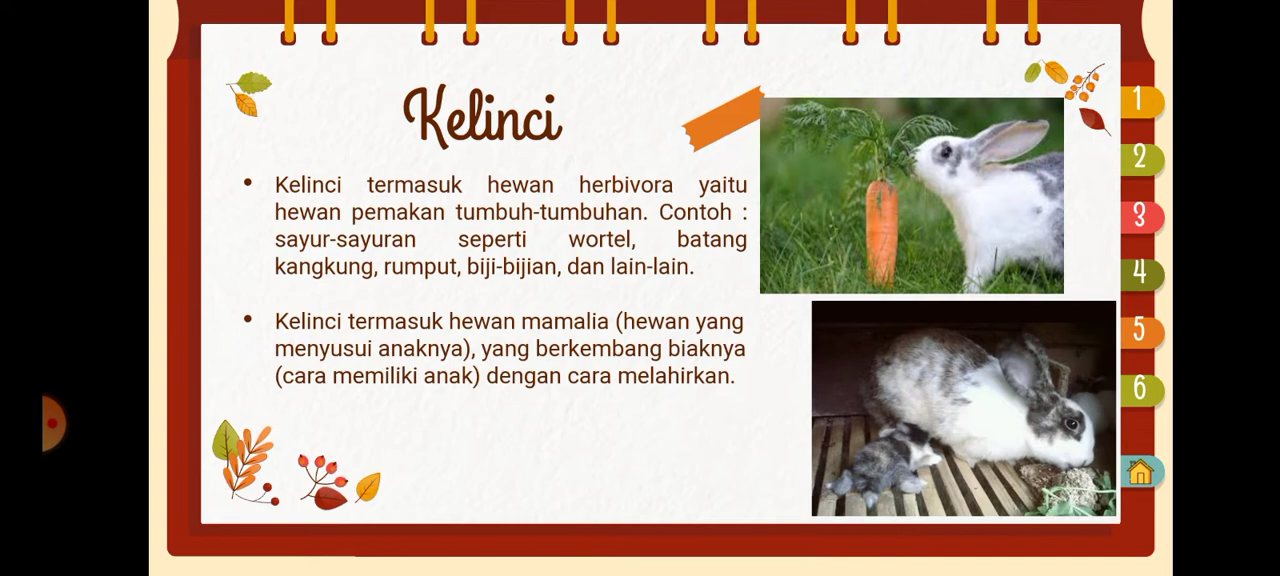 Kelinci
• Kelinci termasuk hewan herbivora yaitu
hewan pemakan tumbuh-tumbuhan. Contoh :
sayur-sayuran seperti wortel, batang
kangkung, rumput, biji-bijian, dan lain-lain.
• Kelinci termasuk hewan mamalia (hewan yang
menyusui anaknya), yang berkembang biaknya
(cara memiliki anak) dengan cara melahirkan.
1
2
3
4
5
6